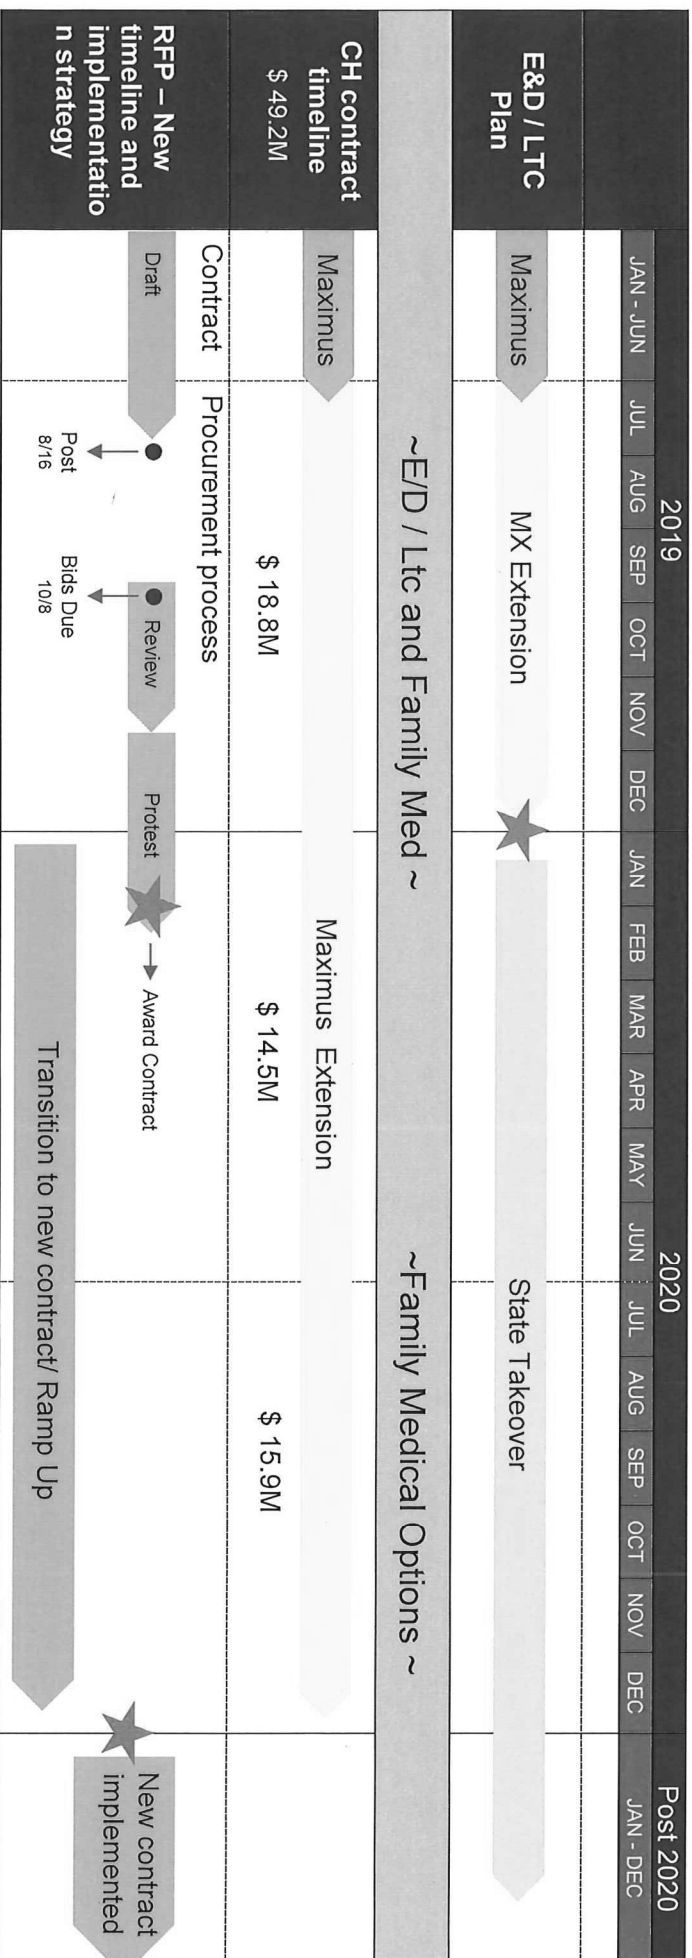 2019
2020
Post 2020
JAN - JUN
JUL
AUG
SEP
OCT
NOV
DEC
JAN
FEB
MAR
APR
MAY
JUN
JUL
AUG
SEP
OCT
NOV
DEC
JAN - DEC
E&D / LTC
Plan
Maximus
MX Extension
State Takeover
~E/D / Ltc and Family Med ~
~Family Medical Options ~
CH contract
timeline
$ 49.2M
Maximus
Maximus Extension
$ 18.8M
$ 14.5M
$ 15.9M
RFP – New
timeline and
implementatio
n strategy
Contract
Procurement process
Draft
Review
Protest
Award Contract
Post
8/16
Bids Due
10/8
Transition to new contract/ Ramp Up
New contract
implemented